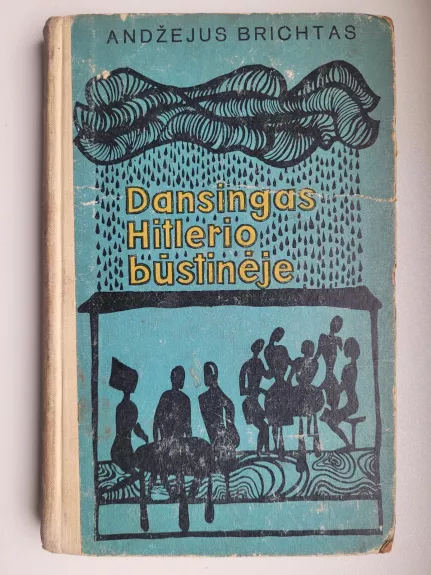 ANDŽEJUS BRICHTAS
Dansingas
Hitlerio
būstinėje